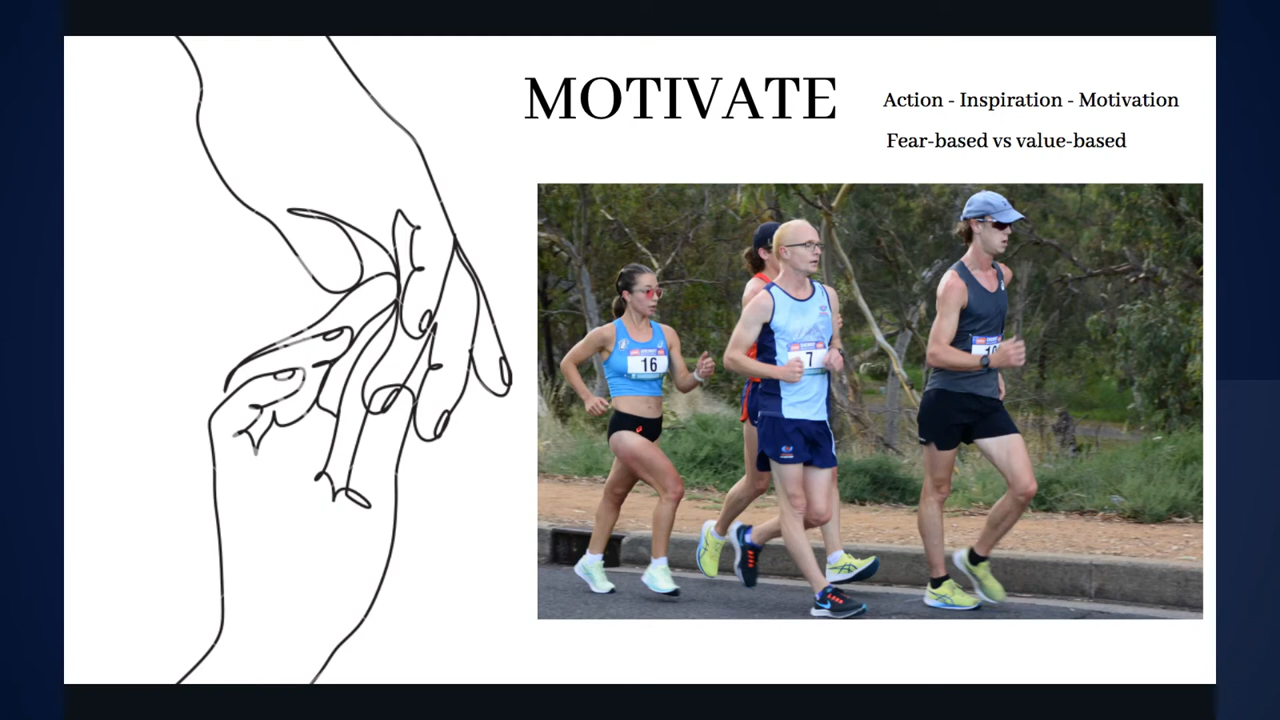 MOTIVATE
Action - Inspiration - Motivation
Fear-based vs value-based
16
7